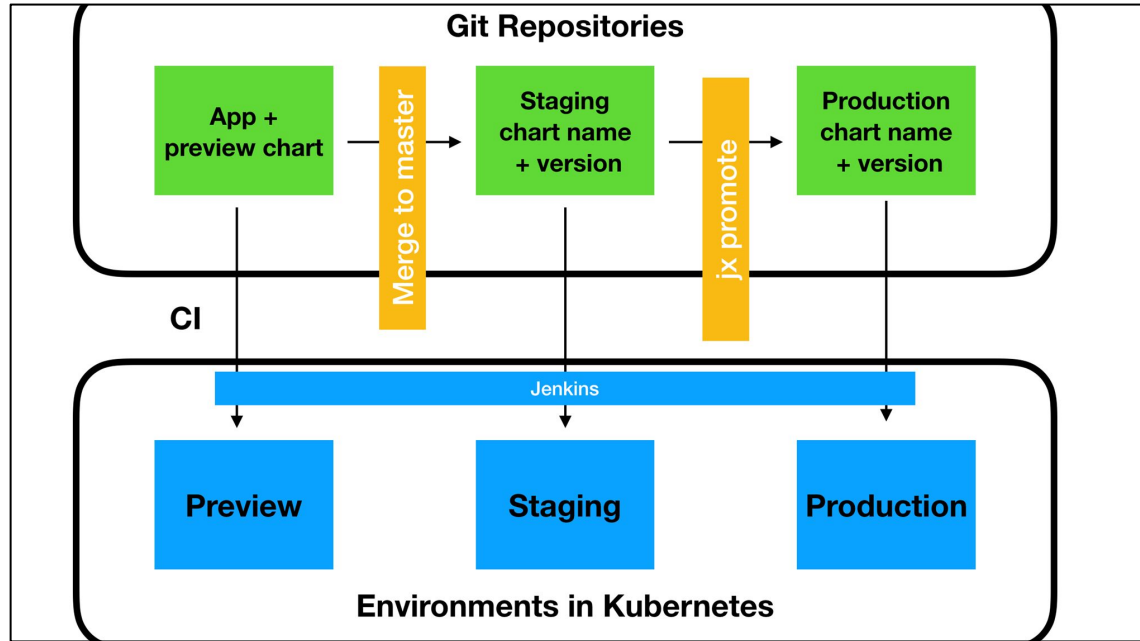 Git Repositories
App +
preview chart
Merge to master
Staging
chart name
+ version
jx promote
Production
chart name
+ version
CI
Jenkins
Preview
Staging
Production
Environments in Kubernetes